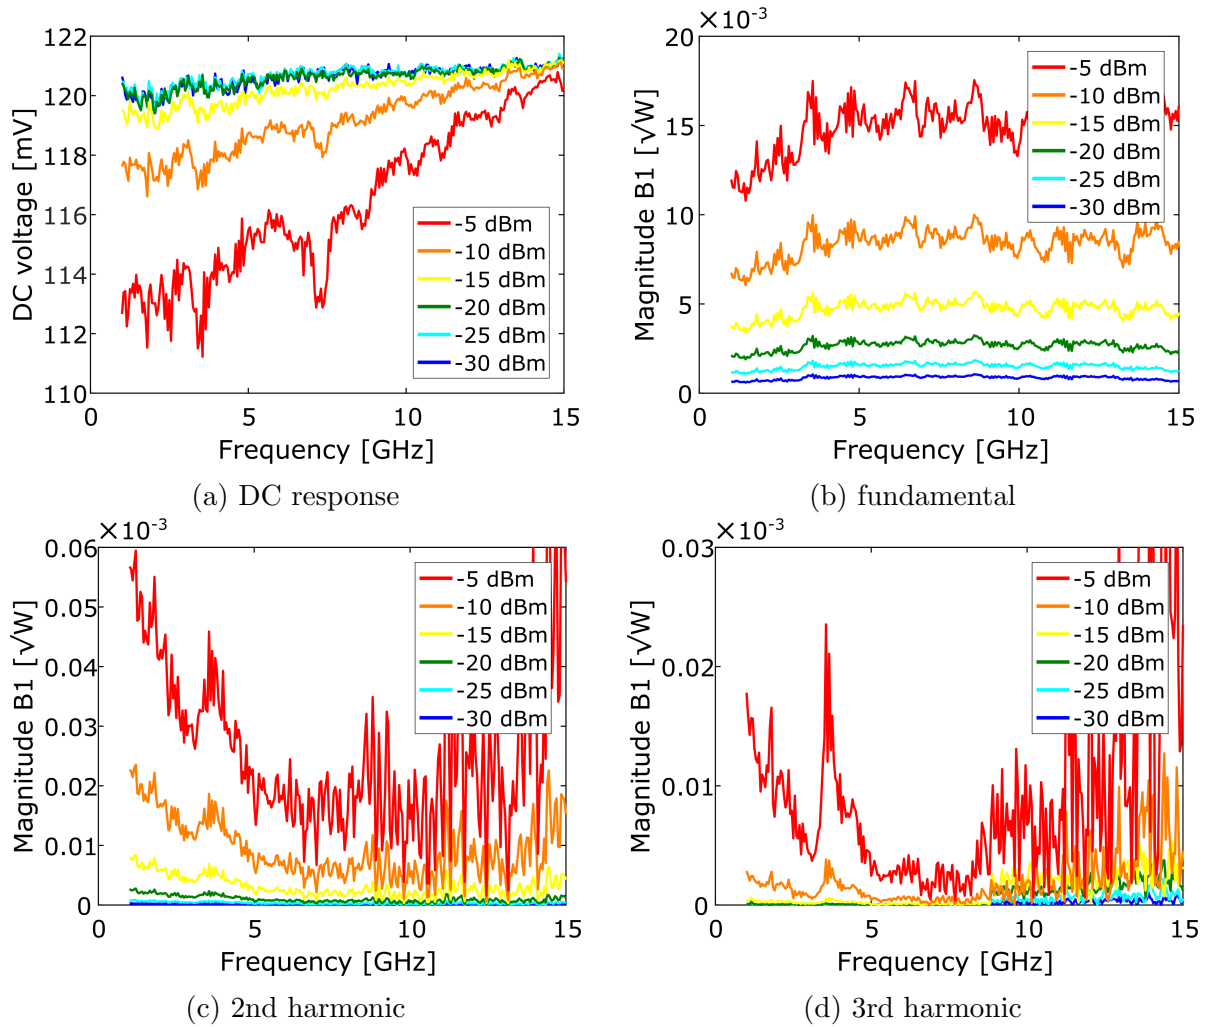 122
120
118
116
114
112
110
DC voltage [mV]
-5 dBm
-10 dBm
-15 dBm
-20 dBm
-25 dBm
-30 dBm
0 5 10 15
Frequency [GHz]
(a) DC response
×10-3
20
15
10
5
0
Magnitude B1 [√W]
-5 dBm
-10 dBm
-15 dBm
-20 dBm
-25 dBm
-30 dBm
0 5 10 15
Frequency [GHz]
(b) fundamental
×10-3
0.06
0.05
0.04
0.03
0.02
0.01
0
Magnitude B1 [√W]
-5 dBm
-10 dBm
-15 dBm
-20 dBm
-25 dBm
-30 dBm
5 10 15
Frequency [GHz]
(c) 2nd harmonic
×10-3
0.03
0.02
0.01
0
Magnitude B1 [√W]
-5 dBm
-10 dBm
-15 dBm
-20 dBm
-25 dBm
-30 dBm
5 10 15
Frequency [GHz]
(d) 3rd harmonic